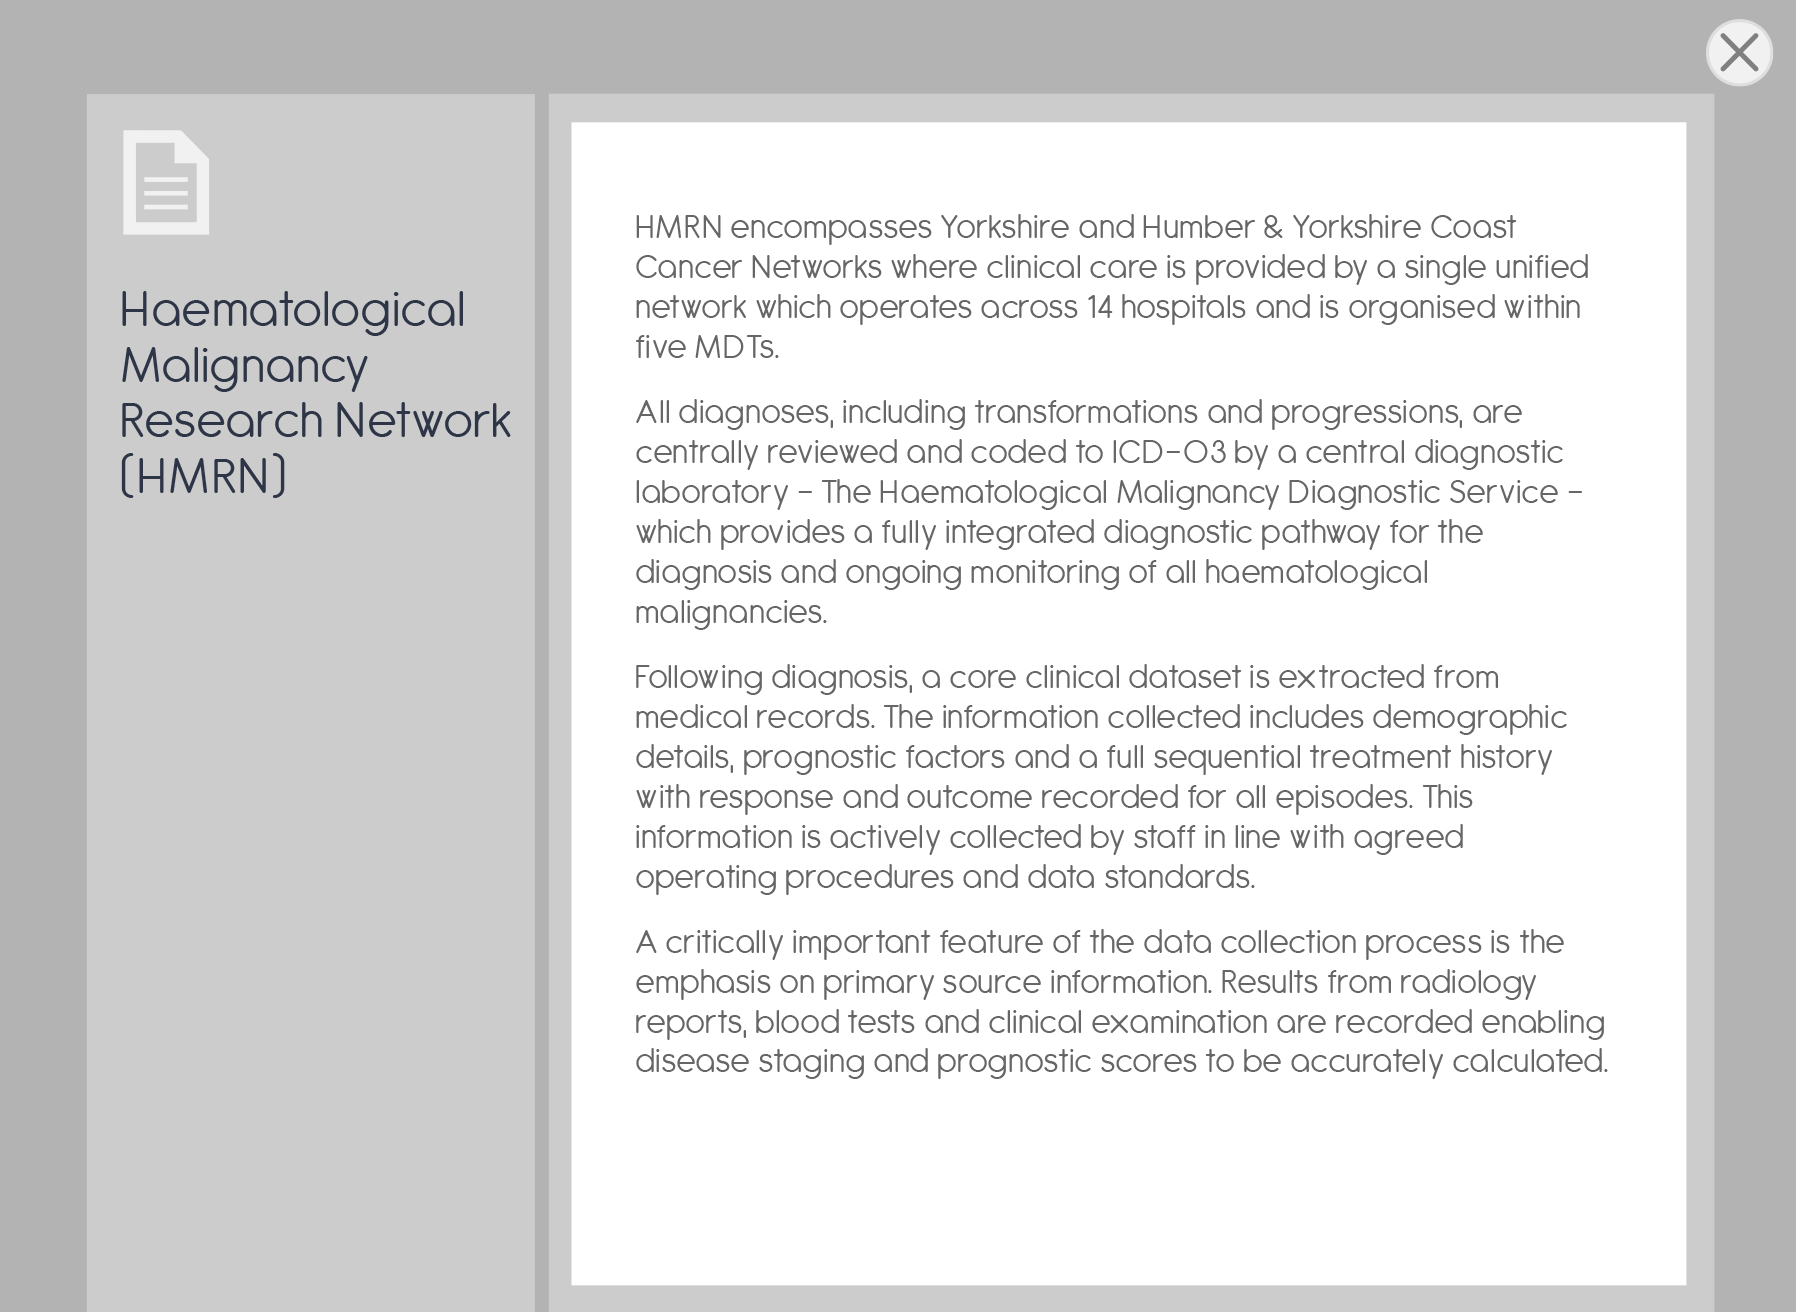 Haematological
Malignancy
Research Network
(HMRN)
HMRN encompasses Yorkshire and Humber & Yorkshire Coast
Cancer Networks where clinical care is provided by a single unified
network which operates across 14 hospitals and is organised within
five MDTs.
All diagnoses, including transformations and progressions, are
centrally reviewed and coded to ICD-O3 by a central diagnostic
laboratory - The Haematological Malignancy Diagnostic Service -
which provides a fully integrated diagnostic pathway for the
diagnosis and ongoing monitoring of all haematological
malignancies.
Following diagnosis, a core clinical dataset is extracted from
medical records. The information collected includes demographic
details, prognostic factors and a full sequential treatment history
with response and outcome recorded for all episodes. This
information is actively collected by staff in line with agreed
operating procedures and data standards.
A critically important feature of the data collection process is the
emphasis on primary source information. Results from radiology
reports, blood tests and clinical examination are recorded enabling
disease staging and prognostic scores to be accurately calculated.